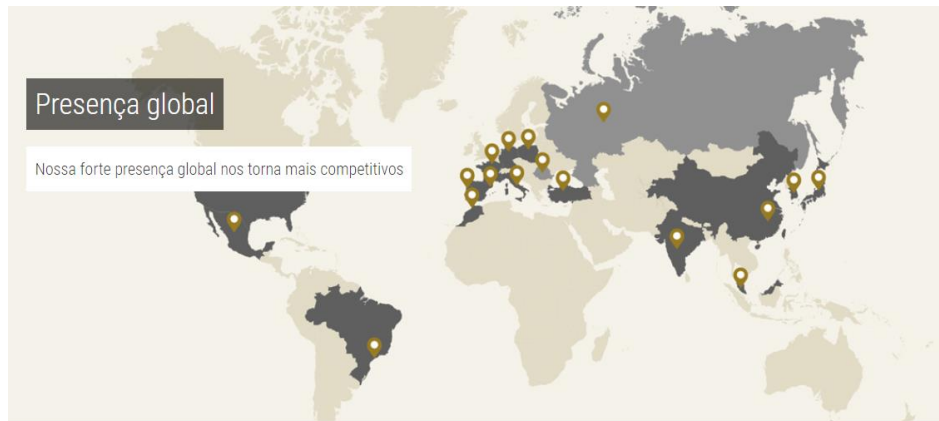 Presença global
Nossa forte presença global nos torna mais competitivos